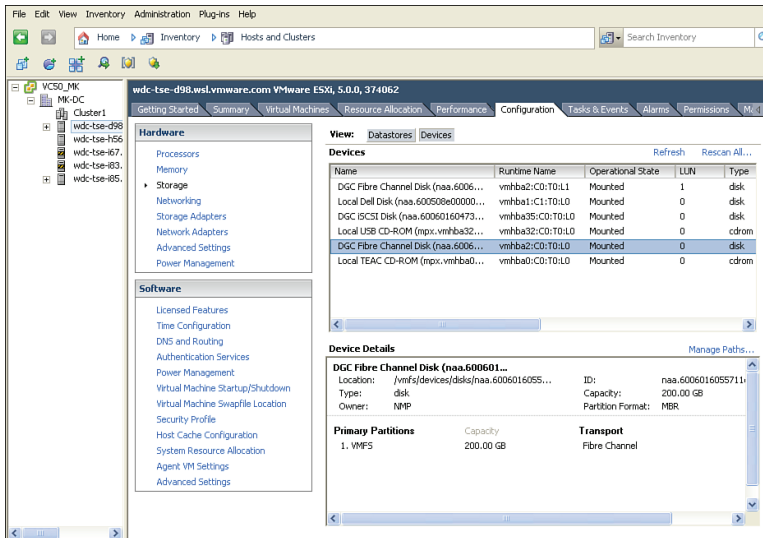 File Edit View Inventory Administration Plug-ins Help
Home Inventory Hosts and Clusters Search Inventory
VC50_MK
MK-DC
Cluster1
wdc-tse-d98
wdc-tse-h56
wdc-tse-i67.
wdc-tse-i83.
wdc-tse-i85.
wdc-tse-d98.wsl.vmware.com VMware ESXi, 5.0.0, 374062
Getting Started Summary Virtual Machines Resource Allocation Performance Configuration Tasks & Events Alarms Permissions
Hardware
Processors
Memory
Storage
Networking
Storage Adapters
Network Adapters
Advanced Settings
Power Management
Software
Licensed Features
Time Configuration
DNS and Routing
Authentication Services
Power Management
Virtual Machine Startup/Shutdown
Virtual Machine Swapfile Location
Security Profile
Host Cache Configuration
System Resource Allocation
Agent VM Settings
Advanced Settings
View: Datastores Devices
Devices Refresh Rescan All...
Name Runtime Name Operational State LUN Type
DGC Fibre Channel Disk (naa.6006... vmhba2:C0:T0:L1 Mounted 1 disk
Local Dell Disk (naa.600508e00000... vmhba1:C1:T0:L0 Mounted 0 disk
DGC iSCSI Disk (naa.60060160473... vmhba35:C0:T0:L0 Mounted 0 disk
Local USB CD-ROM (mpx.vmhba32... vmhba32:C0:T0:L0 Mounted 0 cdrom
DGC Fibre Channel Disk (naa.6006... vmhba2:C0:T0:L0 Mounted 0 disk
Local TEAC CD-ROM (mpx.vmhba0... vmhba0:C0:T0:L0 Mounted 0 cdrom
Device Details Manage Paths...
DGC Fibre Channel Disk (naa.600601...
Location: /vmfs/devices/disks/naa.6006016055... ID: naa.6006016055711
Type: disk Capacity: 200.00 GB
Owner: NMP Partition Format: MBR
Primary Partitions Capacity Transport
1. VMFS 200.00 GB Fibre Channel